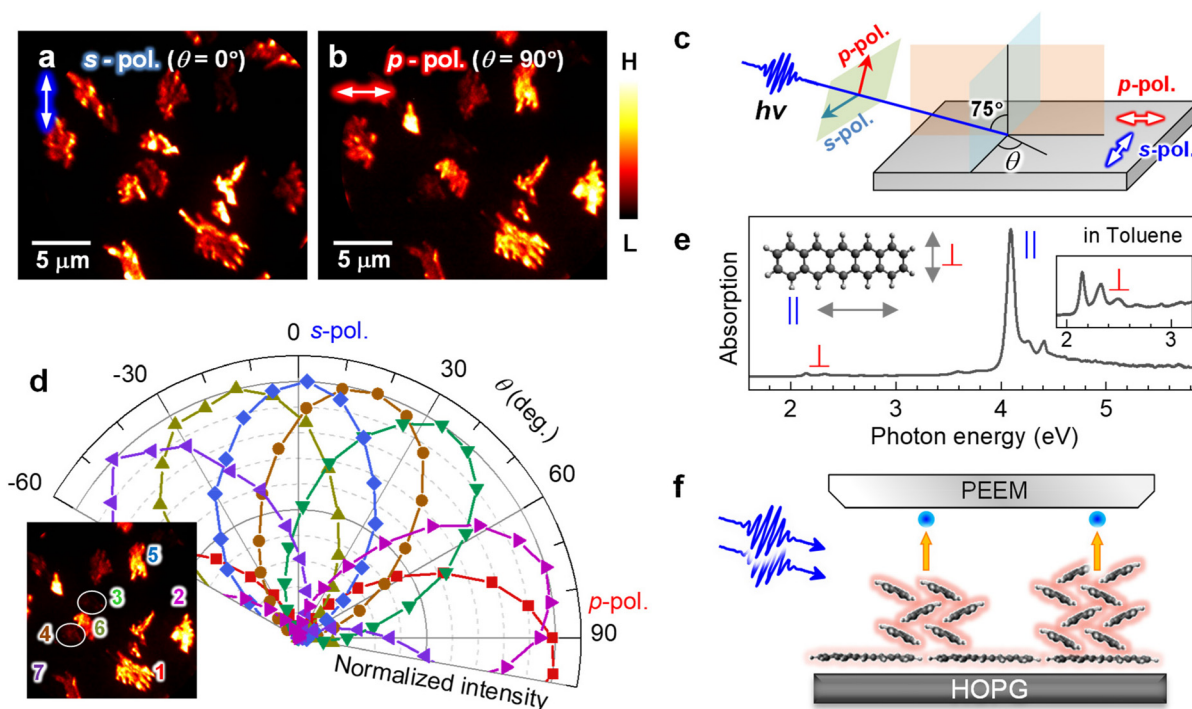 a
s - pol. (θ = 0°)
5 μm
b
p - pol. (θ = 90°)
5 μm
H
L
c
hν
p-pol.
s-pol.
75°
θ
p-pol.
s-pol.
d
0
s-pol.
-30
30
θ (deg.)
-60
60
p-pol.
90
Normalized intensity
5
3
2
4
6
7
1
e
Absorption
||
⊥
⊥
||
in Toluene
⊥
2
3
2
3
4
5
Photon energy (eV)
f
PEEM
HOPG